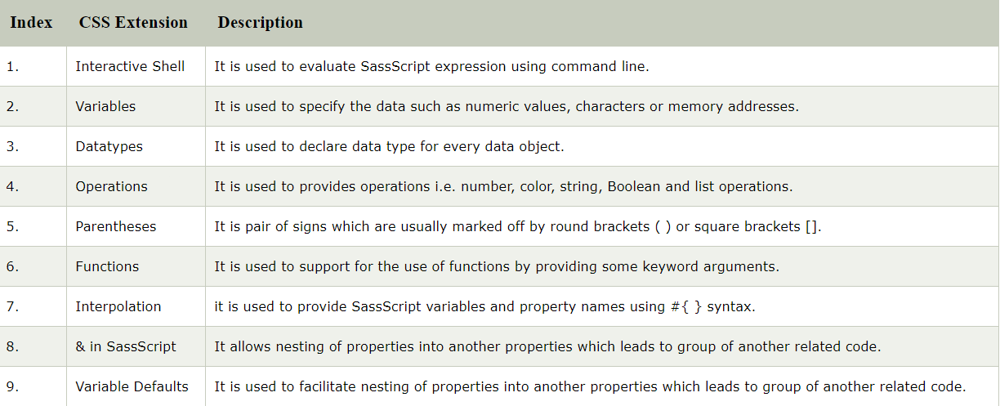 Index CSS Extension Description
1. Interactive Shell It is used to evaluate SassScript expression using command line.
2. Variables It is used to specify the data such as numeric values, characters or memory addresses.
3. Datatypes It is used to declare data type for every data object.
4. Operations It is used to provides operations i.e. number, color, string, Boolean and list operations.
5. Parentheses It is pair of signs which are usually marked off by round brackets ( ) or square brackets [].
6. Functions It is used to support for the use of functions by providing some keyword arguments.
7. Interpolation it is used to provide SassScript variables and property names using #{ } syntax.
8. & in SassScript It allows nesting of properties into another properties which leads to group of another related code.
9. Variable Defaults It is used to facilitate nesting of properties into another properties which leads to group of another related code.